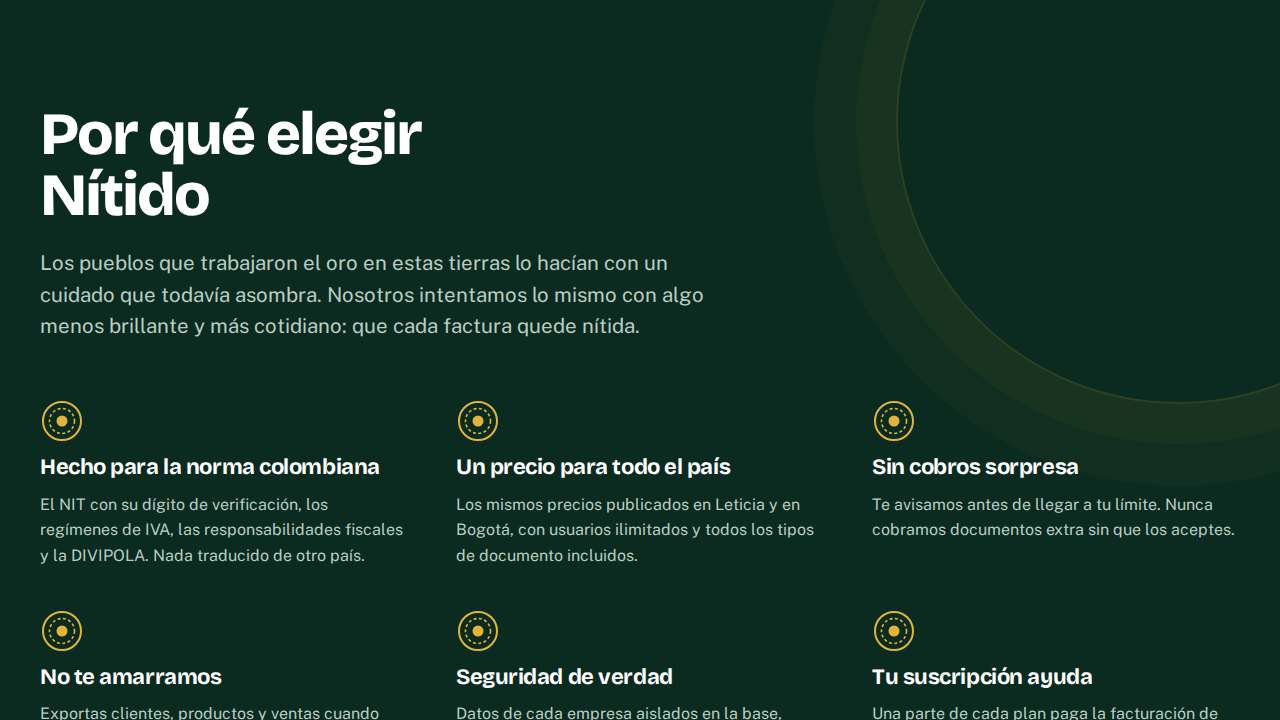 Por qué elegir
Nítido
Los pueblos que trabajaron el oro en estas tierras lo hacían con un
cuidado que todavía asombra. Nosotros intentamos lo mismo con algo
menos brillante y más cotidiano: que cada factura quede nítida.
Hecho para la norma colombiana
El NIT con su dígito de verificación, los
regímenes de IVA, las responsabilidades fiscales
y la DIVIPOLA. Nada traducido de otro país.
Un precio para todo el país
Los mismos precios publicados en Leticia y en
Bogotá, con usuarios ilimitados y todos los tipos
de documento incluidos.
Sin cobros sorpresa
Te avisamos antes de llegar a tu límite. Nunca
cobramos documentos extra sin que los aceptes.
No te amarramos
Exportas clientes, productos y ventas cuando
Seguridad de verdad
Datos de cada empresa aislados en la base,
Tu suscripción ayuda
Una parte de cada plan paga la facturación de